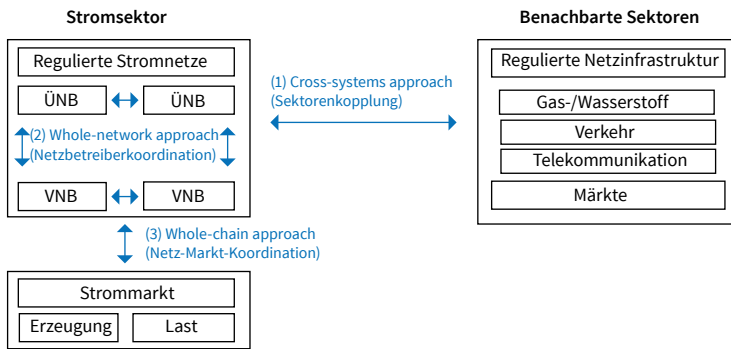 Stromsektor
Regulierte Stromnetze
ÜNB
ÜNB
(2) Whole-network approach
(Netzbetreiberkoordination)
VNB
VNB
(3) Whole-chain approach
(Netz-Markt-Koordination)
Strommarkt
Erzeugung
Last
(1) Cross-systems approach
(Sektorenkopplung)
Benachbarte Sektoren
Regulierte Netzinfrastruktur
Gas-/Wasserstoff
Verkehr
Telekommunikation
Märkte